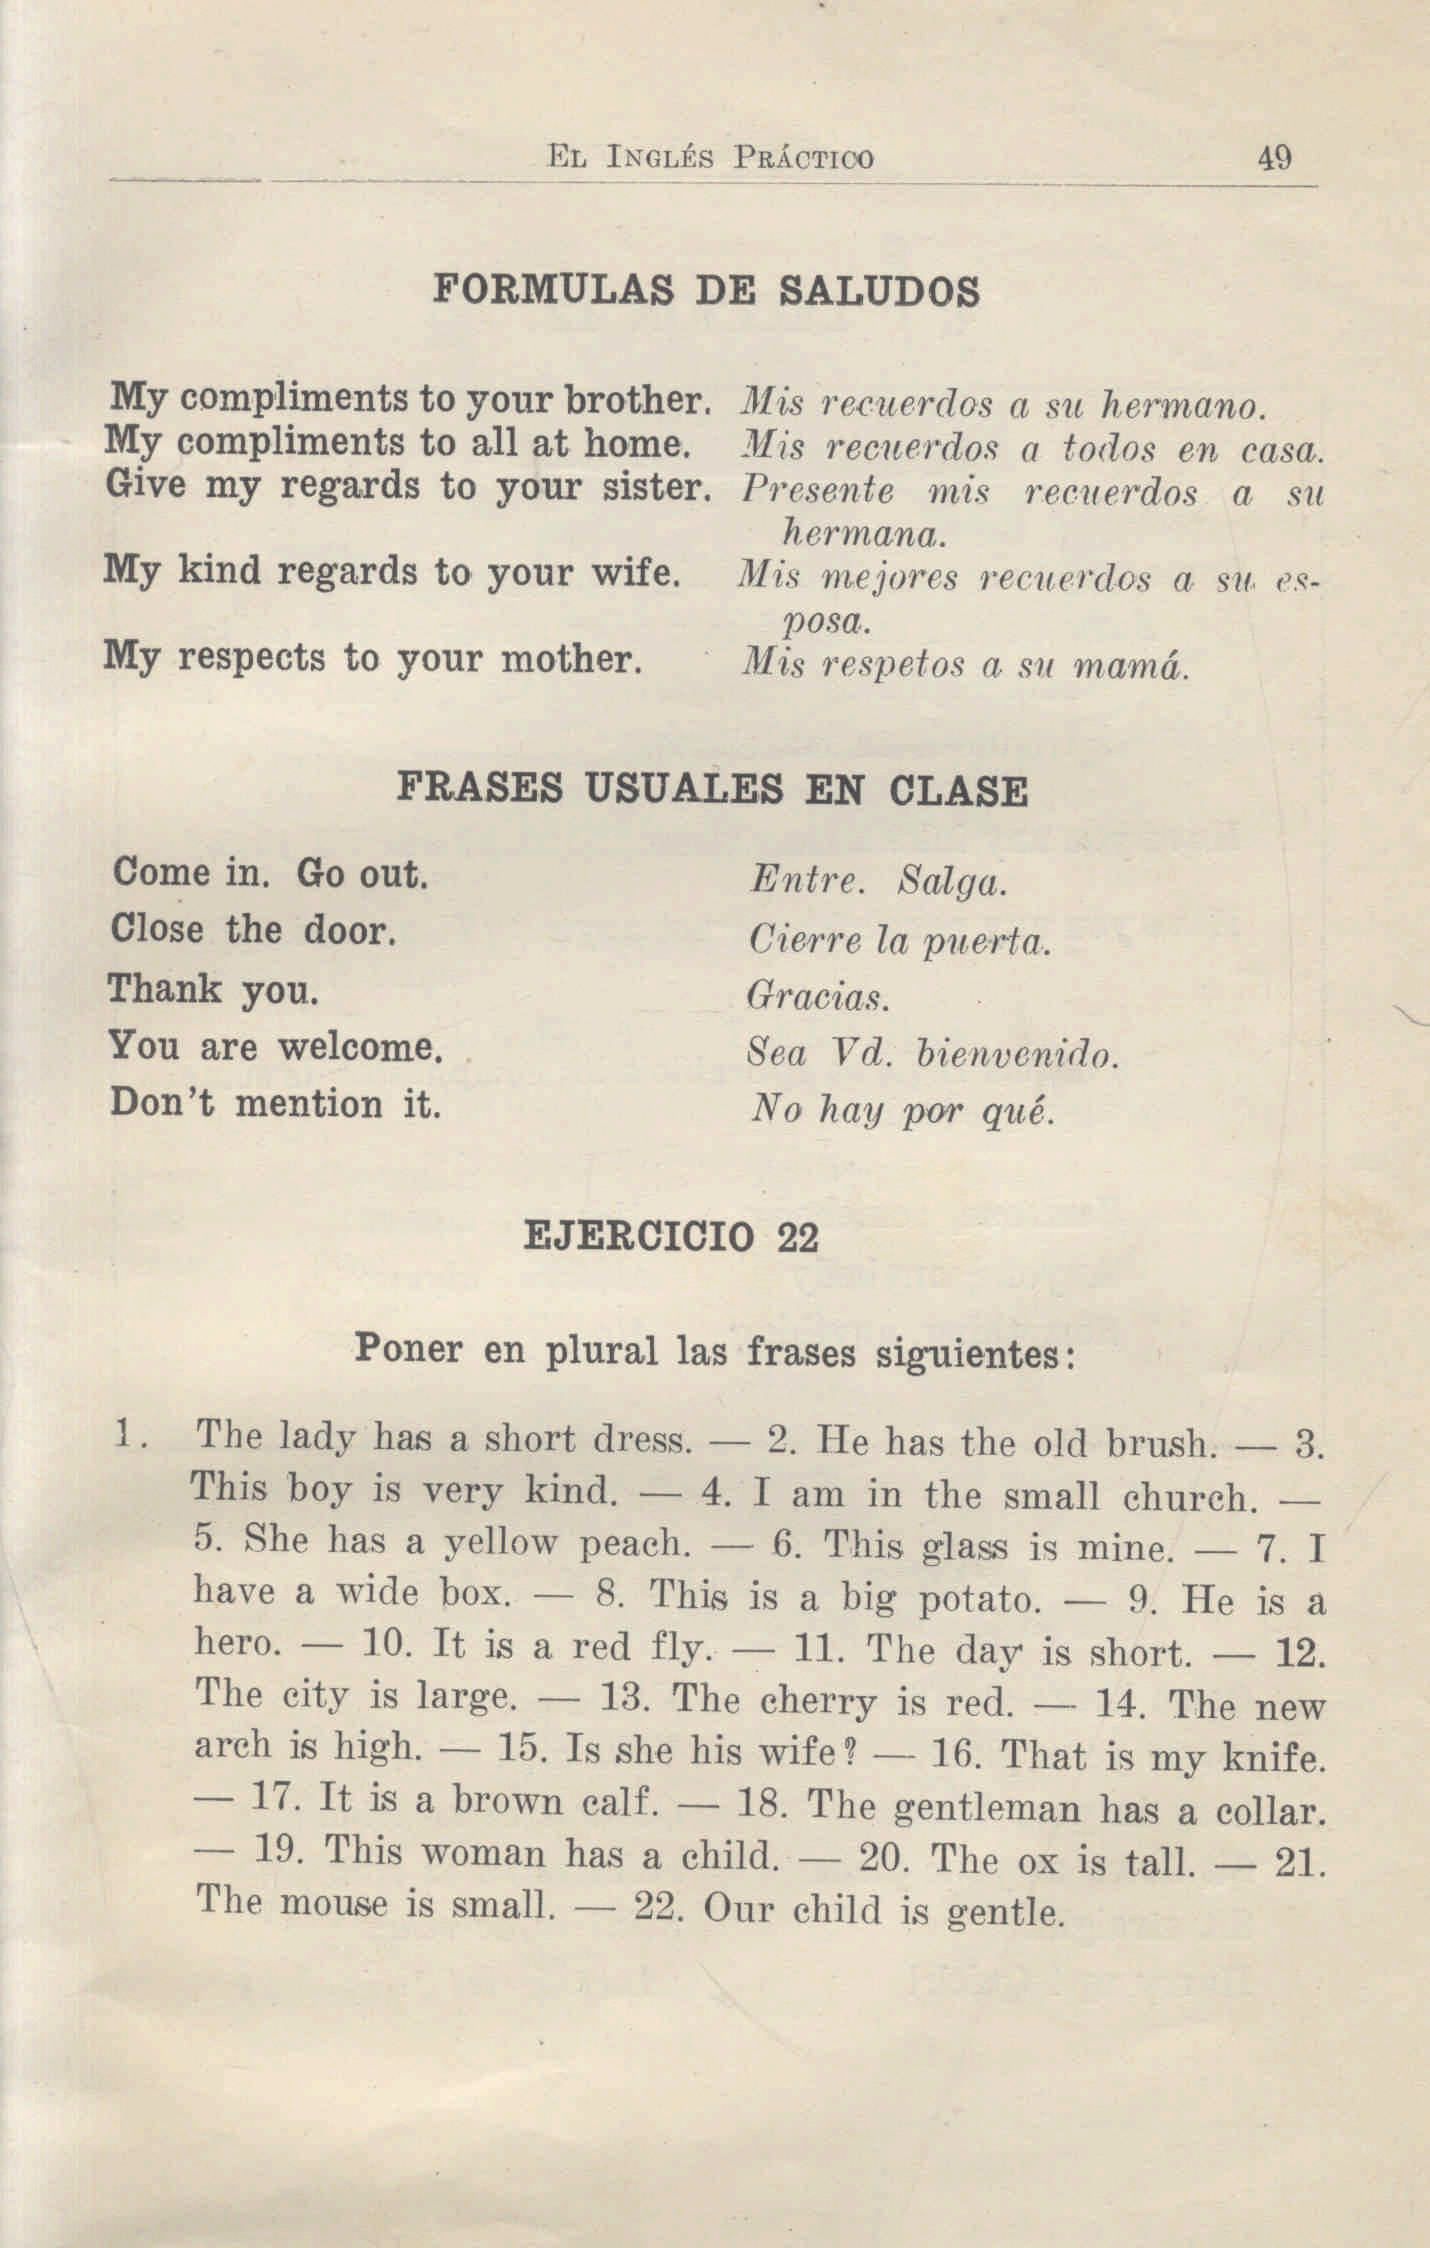 El Inglés Práctico 49
FORMULAS DE SALUDOS
My compliments to your brother. Mis recuerdos a su hermano.
My compliments to all at home. Mis recuerdos a todos en casa.
Give my regards to your sister. Presente mis recuerdos a su
hermana.
My kind regards to your wife. Mis mejores recuerdos a su es-
posa.
My respects to your mother. Mis respetos a su mamá.
FRASES USUALES EN CLASE
Come in. Go out. Entre. Salga.
Close the door. Cierre la puerta.
Thank you. Gracias.
You are welcome. Sea Vd. bienvenido.
Don't mention it. No hay por qué.
EJERCICIO 22
Poner en plural las frases siguientes:
1. The lady has a short dress. — 2. He has the old brush. — 3.
This boy is very kind. — 4. I am in the small church. —
5. She has a yellow peach. — 6. This glass is mine. — 7. I
have a wide box. — 8. This is a big potato. — 9. He is a
hero. — 10. It is a red fly. — 11. The day is short. — 12.
The city is large. — 13. The cherry is red. — 14. The new
arch is high. — 15. Is she his wife? — 16. That is my knife.
— 17. It is a brown calf. — 18. The gentleman has a collar.
— 19. This woman has a child. — 20. The ox is tall. — 21.
The mouse is small. — 22. Our child is gentle.